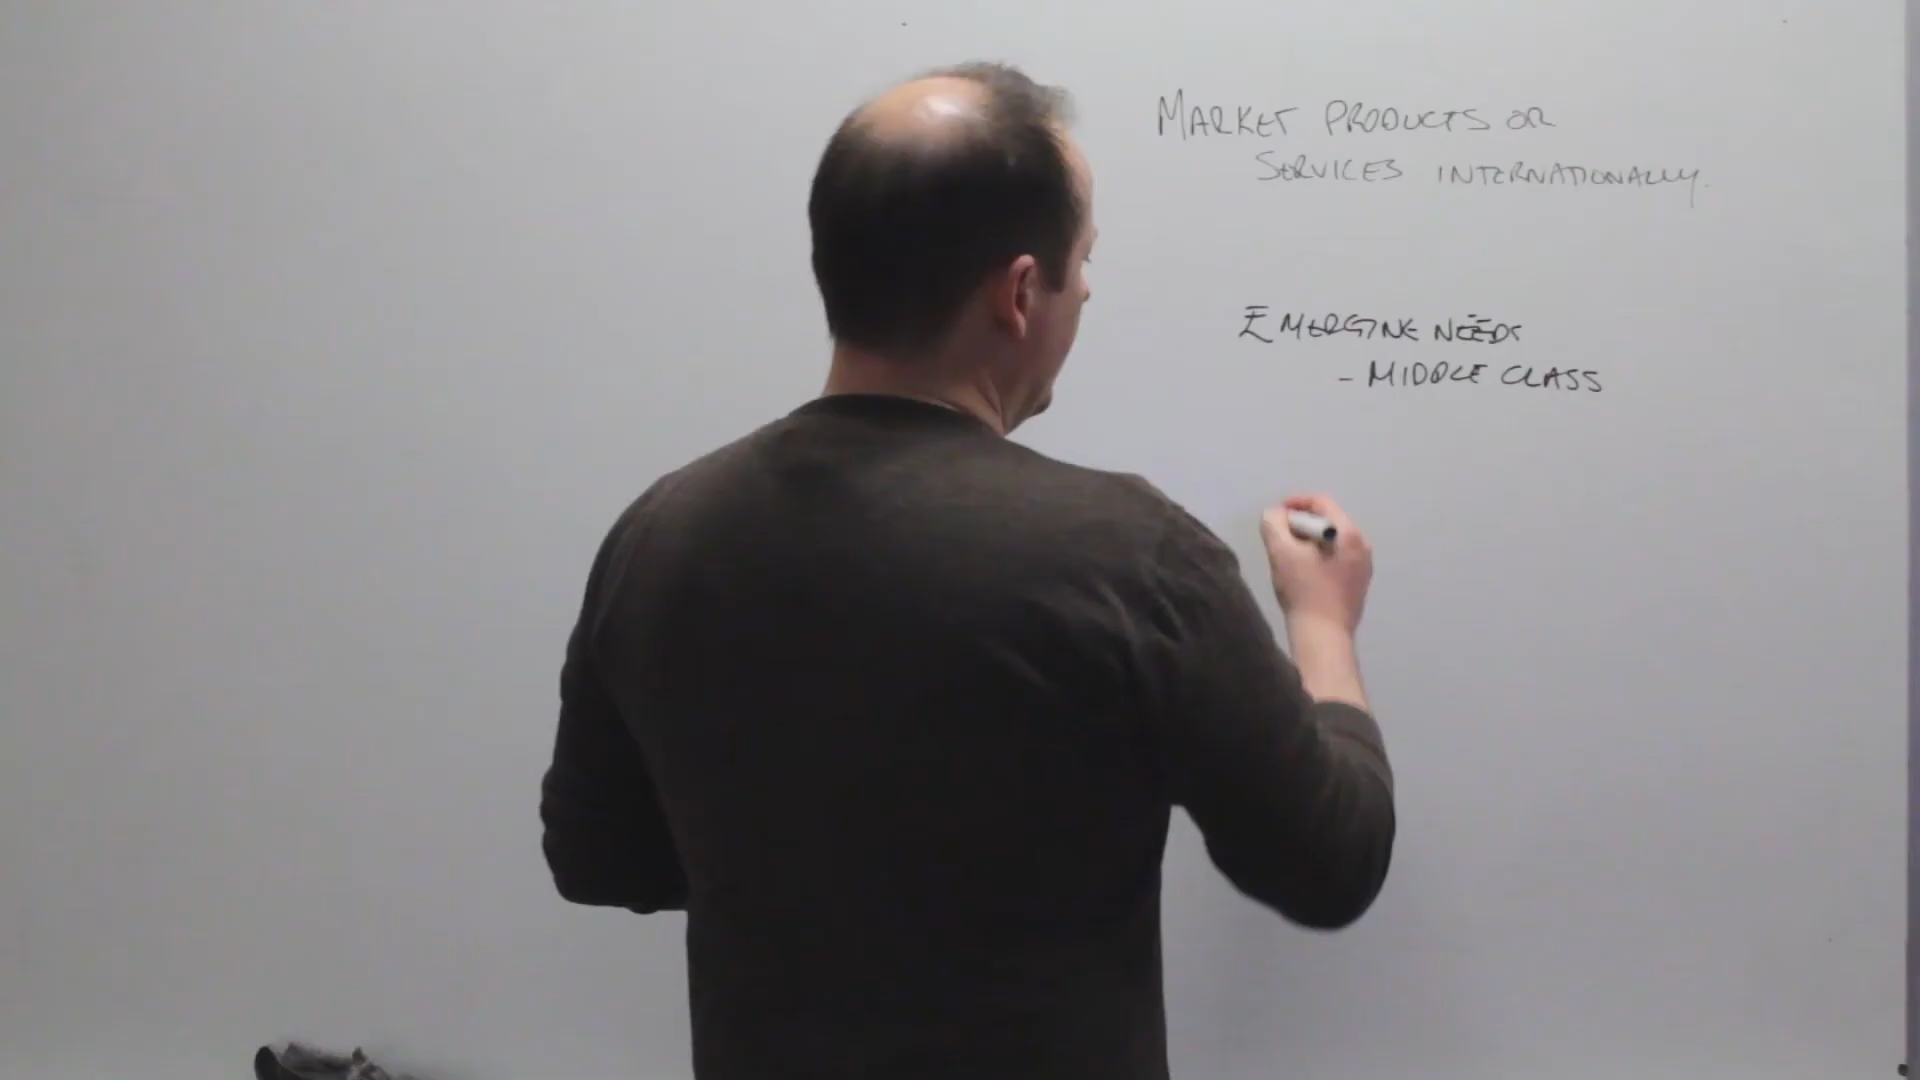 MARKET PRODUCTS OR
SERVICES INTERNATIONALLY.
EMERGING NEEDS
- MIDDLE CLASS